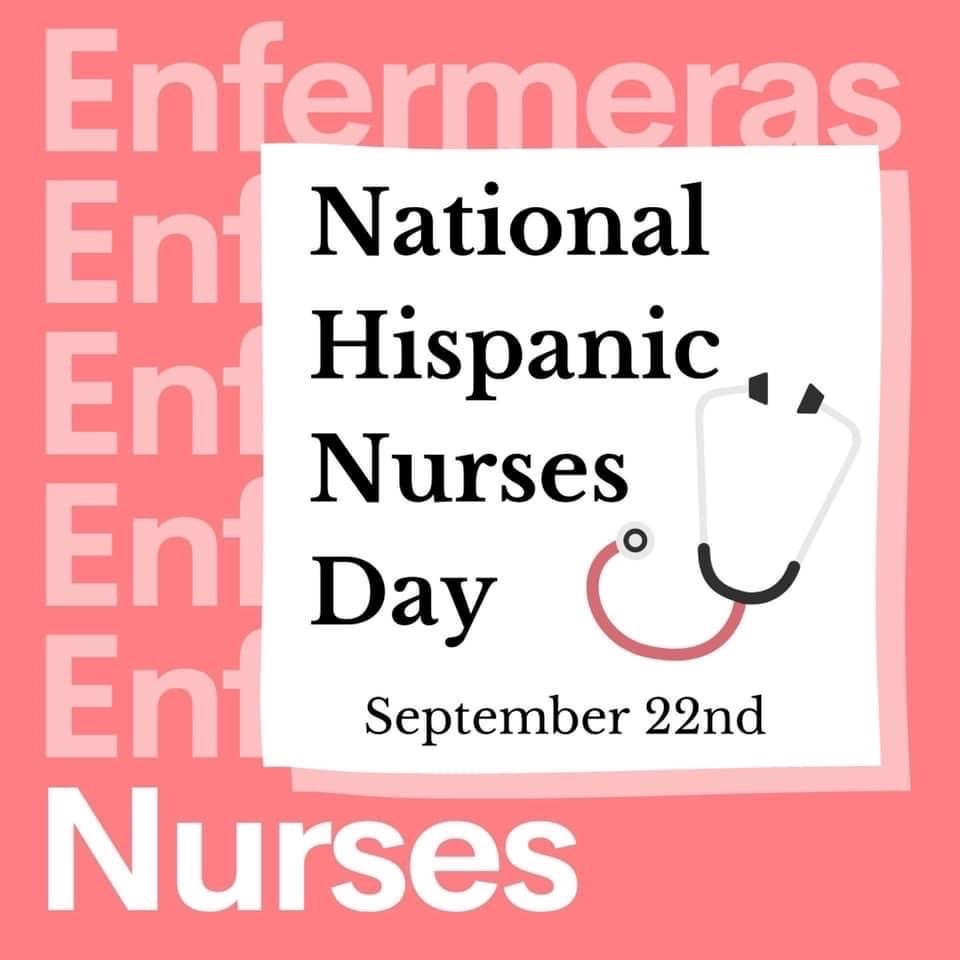 Enfermeras
National
Enf
Hispanic
Enf
Nurses
Enf
Day
Enf
September 22nd
Nurses